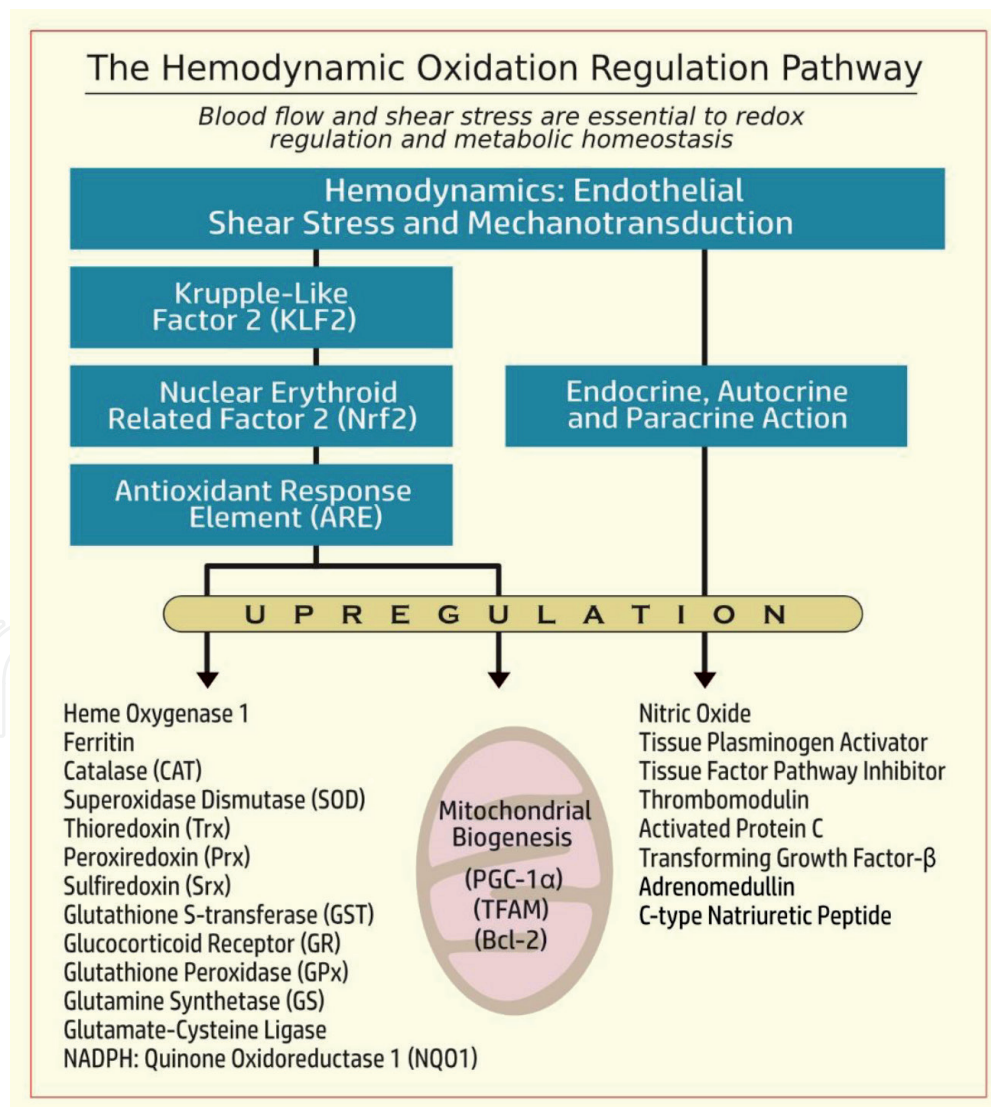 The Hemodynamic Oxidation Regulation Pathway
Blood flow and shear stress are essential to redox
regulation and metabolic homeostasis
Hemodynamics: Endothelial
Shear Stress and Mechanotransduction
Krupple-Like
Factor 2 (KLF2)
Nuclear Erythroid
Related Factor 2 (Nrf2)
Endocrine, Autocrine
and Paracrine Action
Antioxidant Response
Element (ARE)
UPREGULATION
Heme Oxygenase 1
Ferritin
Catalase (CAT)
Superoxidase Dismutase (SOD)
Thioredoxin (Trx)
Peroxiredoxin (Prx)
Sulfiredoxin (Srx)
Glutathione S-transferase (GST)
Glucocorticoid Receptor (GR)
Glutathione Peroxidase (GPx)
Glutamine Synthetase (GS)
Glutamate-Cysteine Ligase
NADPH: Quinone Oxidoreductase 1 (NQO1)
Mitochondrial
Biogenesis
(PGC-1α)
(TFAM)
(Bcl-2)
Nitric Oxide
Tissue Plasminogen Activator
Tissue Factor Pathway Inhibitor
Thrombomodulin
Activated Protein C
Transforming Growth Factor-β
Adrenomedullin
C-type Natriuretic Peptide